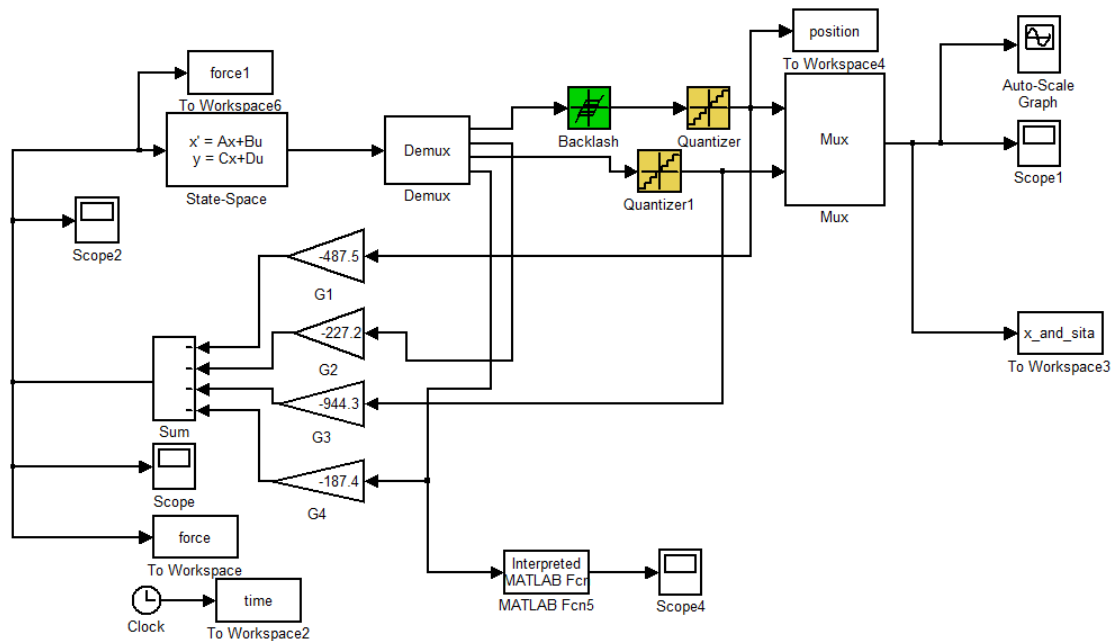 position
To Workspace4
force1
To Workspace6
Auto-Scale
Graph
x' = Ax+Bu
y = Cx+Du
State-Space
Demux
Demux
Backlash
Quantizer
Quantizer1
Mux
Mux
Scope1
Scope2
-487.5
G1
-227.2
G2
-944.3
G3
-187.4
G4
x_and_sita
To Workspace3
Sum
Scope
force
To Workspace
Interpreted
MATLAB Fcn
MATLAB Fcn5
Scope4
Clock
time
To Workspace2